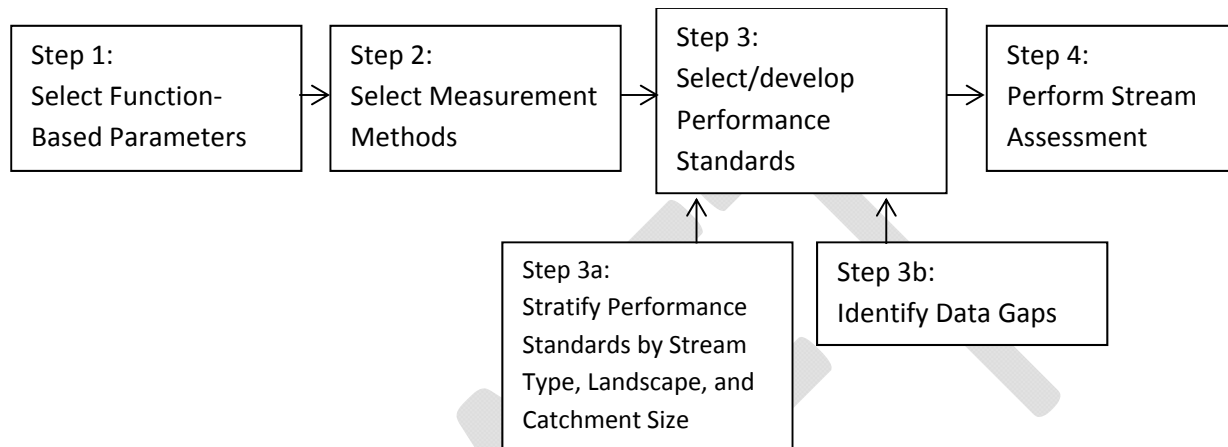 Step 1:
Select Function-
Based Parameters
Step 2:
Select Measurement
Methods
Step 3:
Select/develop
Performance
Standards
Step 4:
Perform Stream
Assessment
Step 3a:
Stratify Performance
Standards by Stream
Type, Landscape, and
Catchment Size
Step 3b:
Identify Data Gaps